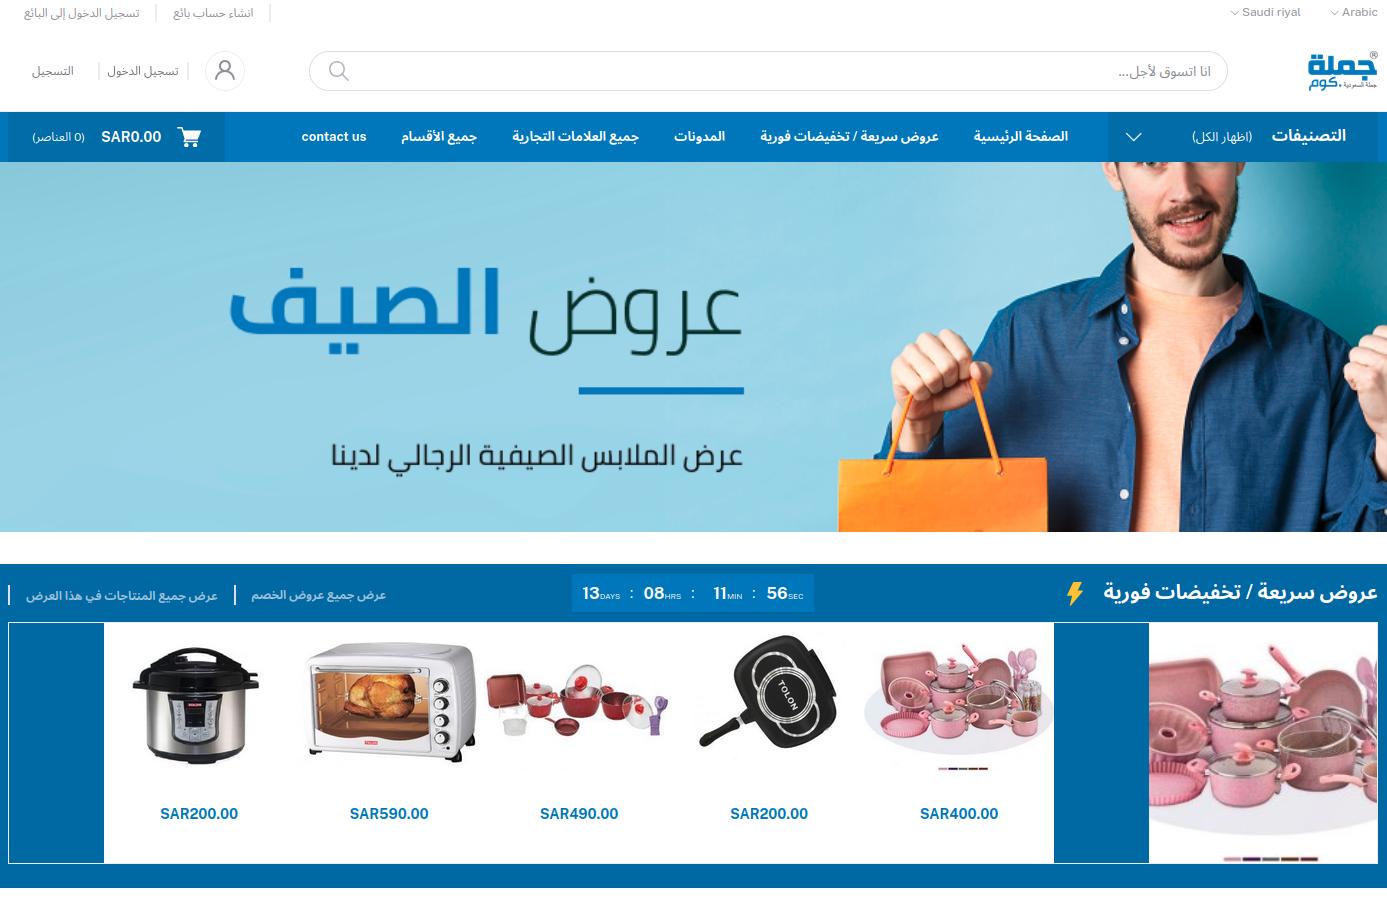 Arabic
Saudi riyal
انشاء حساب بائع
تسجيل الدخول إلى البائع
جملة®
جملة السعودية.كوم
انا اتسوق لأجل...
تسجيل الدخول
التسجيل
التصنيفات
(اظهار الكل)
الصفحة الرئيسية
عروض سريعة / تخفيضات فورية
المدونات
جميع العلامات التجارية
جميع الأقسام
contact us
SAR0.00
(0 العناصر)
عروض الصيف
عرض الملابس الصيفية الرجالي لدينا
عروض سريعة / تخفيضات فورية
13DAYS : 08HRS : 11MIN : 56SEC
عرض جميع عروض الخصم
عرض جميع المنتاجات في هذا العرض
TOLON
SAR400.00
SAR200.00
SAR490.00
SAR590.00
SAR200.00